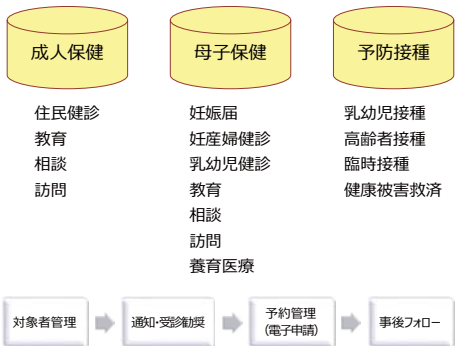 成人保健
住民健診
教育
相談
訪問
母子保健
妊娠届
妊産婦健診
乳幼児健診
教育
相談
訪問
養育医療
予防接種
乳幼児接種
高齢者接種
臨時接種
健康被害救済
対象者管理
通知・受診勧奨
予約管理
(電子申請)
事後フォロー